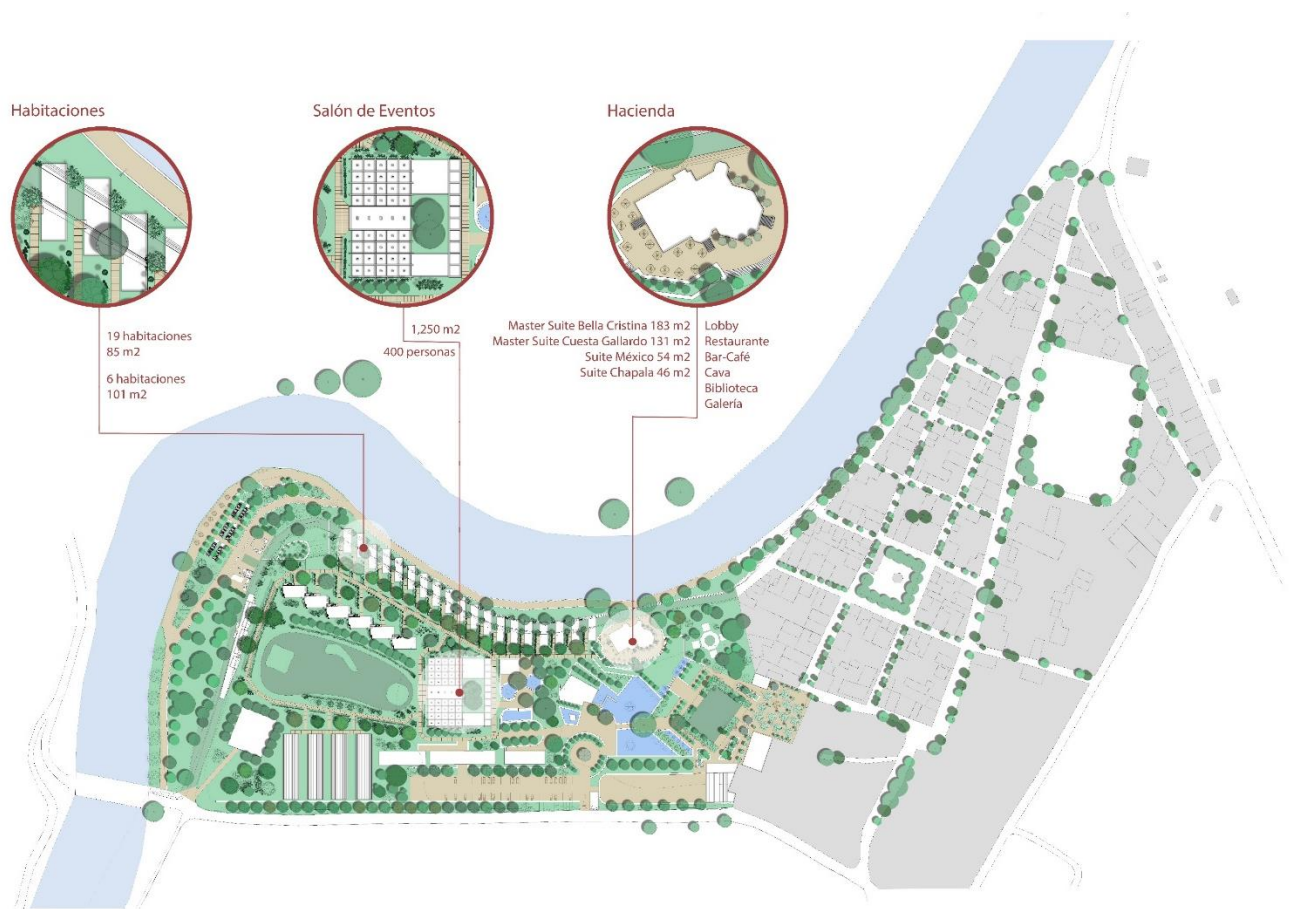 Habitaciones
19 habitaciones
85 m2
6 habitaciones
101 m2
Salón de Eventos
1,250 m2
400 personas
Hacienda
Master Suite Bella Cristina 183 m2
Master Suite Cuesta Gallardo 131 m2
Suite México 54 m2
Suite Chapala 46 m2
Lobby
Restaurante
Bar-Café
Cava
Biblioteca
Galería